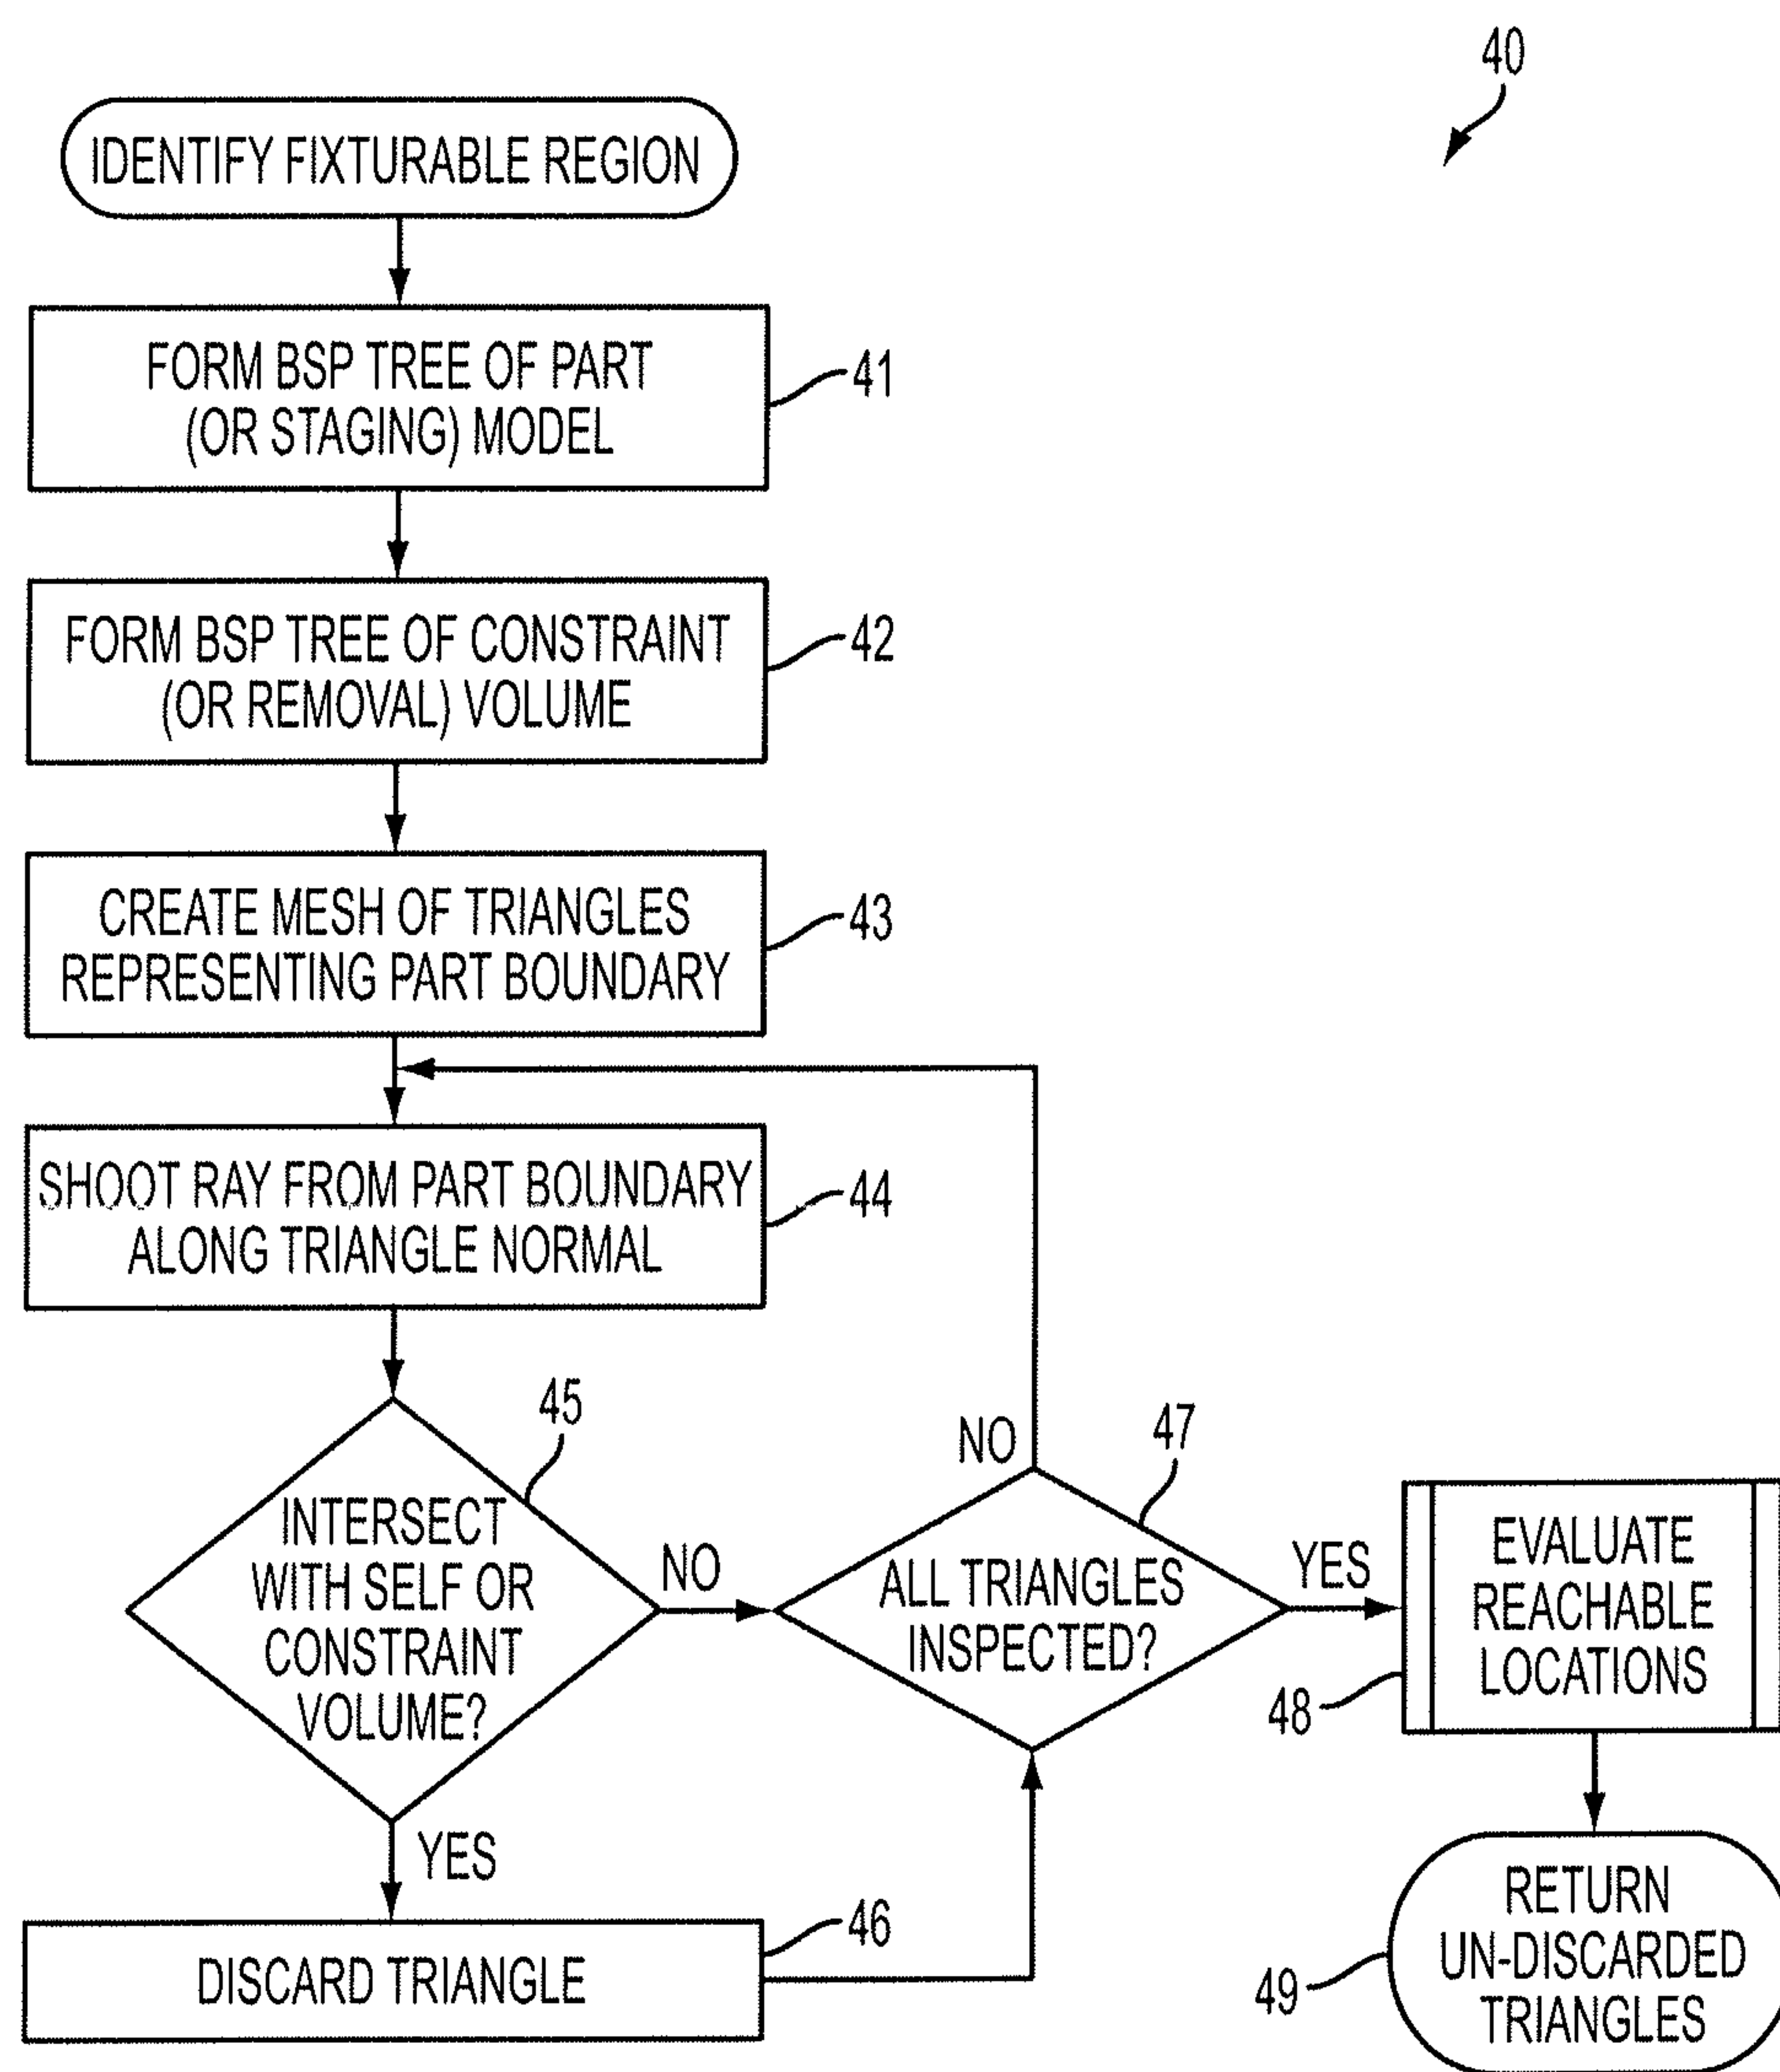 40
IDENTIFY FIXTURABLE REGION
FORM BSP TREE OF PART
(OR STAGING) MODEL
41
FORM BSP TREE OF CONSTRAINT
(OR REMOVAL) VOLUME
42
CREATE MESH OF TRIANGLES
REPRESENTING PART BOUNDARY
43
SHOOT RAY FROM PART BOUNDARY
ALONG TRIANGLE NORMAL
44
45
INTERSECT
WITH SELF OR
CONSTRAINT
VOLUME?
NO
YES
DISCARD TRIANGLE
46
NO
47
ALL TRIANGLES
INSPECTED?
YES
EVALUATE
REACHABLE
LOCATIONS
48
RETURN
UN-DISCARDED
TRIANGLES
49